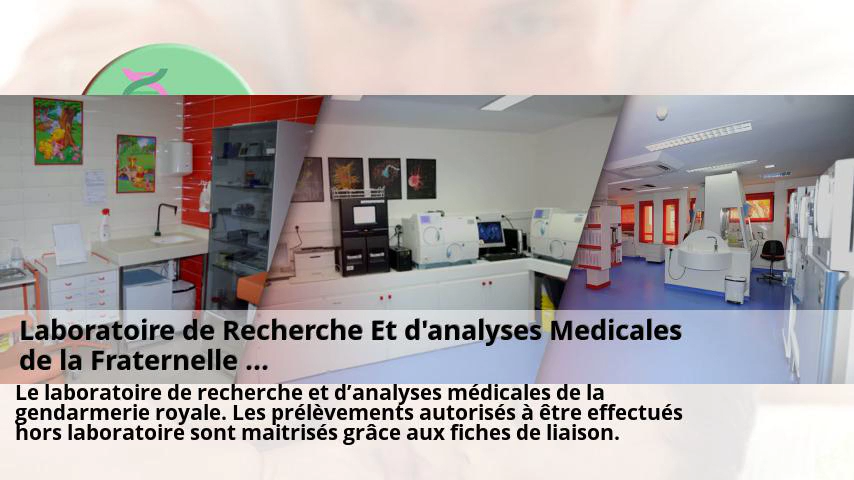 Laboratoire de Recherche Et d'analyses Medicales
de la Fraternelle ...
Le laboratoire de recherche et d’analyses médicales de la
gendarmerie royale. Les prélèvements autorisés à être effectués
hors laboratoire sont maitrisés grâce aux fiches de liaison.